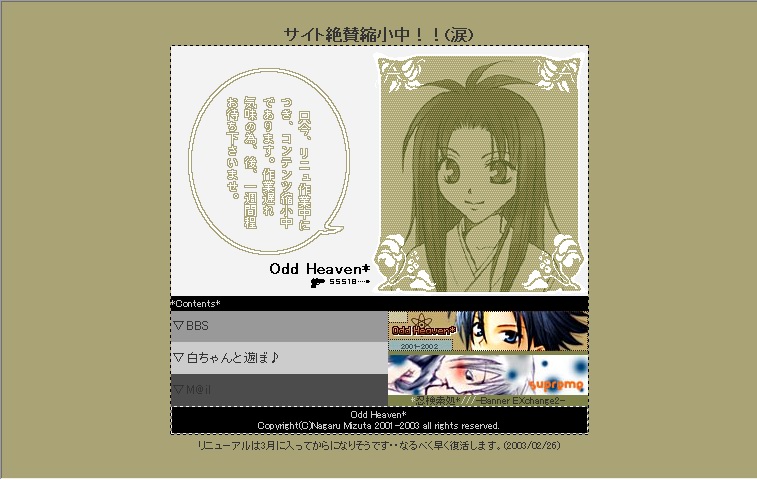 サイト絶賛縮小中！！(涙)
只今、リニュ作業中に
つき、コンテンツ縮小中
であります。作業遅れ
気味の為、後、一週間程
お待ち下さいませ。
Odd Heaven*
55518
*Contents*
▽BBS
▽白ちゃんと遊ぼ♪
▽M@il
Odd Heaven*
2001-2002
supreme
*忍検索処*///-Banner EXchange2-
Odd Heaven*
Copyright(C)Nagaru Mizuta 2001-2003 all rights reserved.
リニューアルは3月に入ってからになりそうです・・なるべく早く復活します。(2003/02/26)